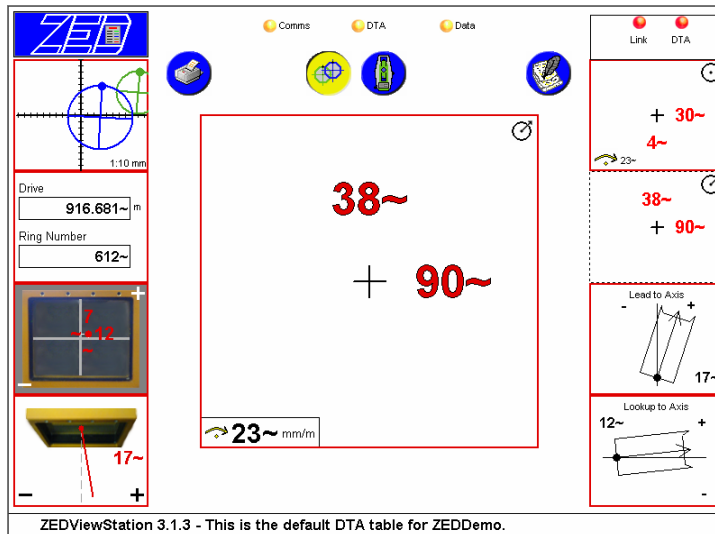 ZED
Comms
DTA
Data
Link
DTA
1:10 mm
Drive
916.681~ m
Ring Number
612~
+
7
~*12
~
–
17~
– +
38~
+ 90~
23~ mm/m
+ 30~
4~
23~
38~
+ 90~
Lead to Axis
- +
17~
Lookup to Axis
12~ +
-
ZEDViewStation 3.1.3 - This is the default DTA table for ZEDDemo.